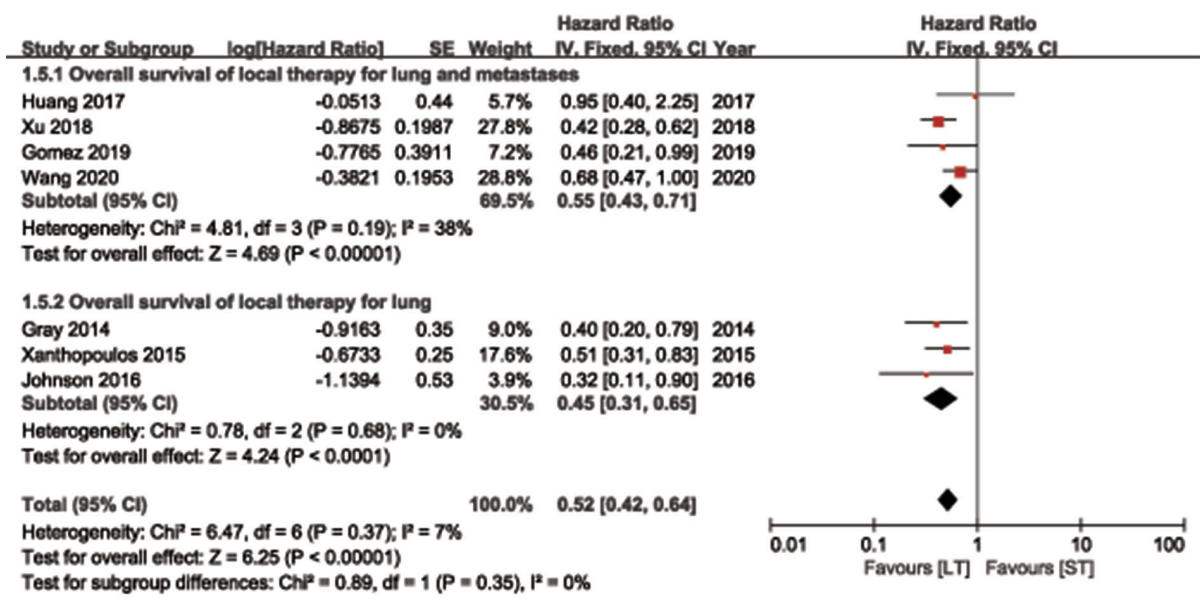 Hazard Ratio Hazard Ratio
Study or Subgroup log[Hazard Ratio] SE Weight IV, Fixed, 95% CI Year IV, Fixed, 95% CI
1.5.1 Overall survival of local therapy for lung and metastases
Huang 2017 -0.0513 0.44 5.7% 0.95 [0.40, 2.25] 2017
Xu 2018 -0.8675 0.1987 27.8% 0.42 [0.28, 0.62] 2018
Gomez 2019 -0.7765 0.3911 7.2% 0.46 [0.21, 0.99] 2019
Wang 2020 -0.3821 0.1953 28.8% 0.68 [0.47, 1.00] 2020
Subtotal (95% CI) 69.5% 0.55 [0.43, 0.71]
Heterogeneity: Chi² = 4.81, df = 3 (P = 0.19); I² = 38%
Test for overall effect: Z = 4.69 (P < 0.00001)
1.5.2 Overall survival of local therapy for lung
Gray 2014 -0.9163 0.35 9.0% 0.40 [0.20, 0.79] 2014
Xanthopoulos 2015 -0.6733 0.25 17.6% 0.51 [0.31, 0.83] 2015
Johnson 2016 -1.1394 0.53 3.9% 0.32 [0.11, 0.90] 2016
Subtotal (95% CI) 30.5% 0.45 [0.31, 0.65]
Heterogeneity: Chi² = 0.78, df = 2 (P = 0.68); I² = 0%
Test for overall effect: Z = 4.24 (P < 0.0001)
Total (95% CI) 100.0% 0.52 [0.42, 0.64]
Heterogeneity: Chi² = 6.47, df = 6 (P = 0.37); I² = 7%
Test for overall effect: Z = 6.25 (P < 0.00001)
Test for subgroup differences: Chi² = 0.89, df = 1 (P = 0.35), I² = 0%
0.01 0.1 1 10 100
Favours [LT] Favours [ST]